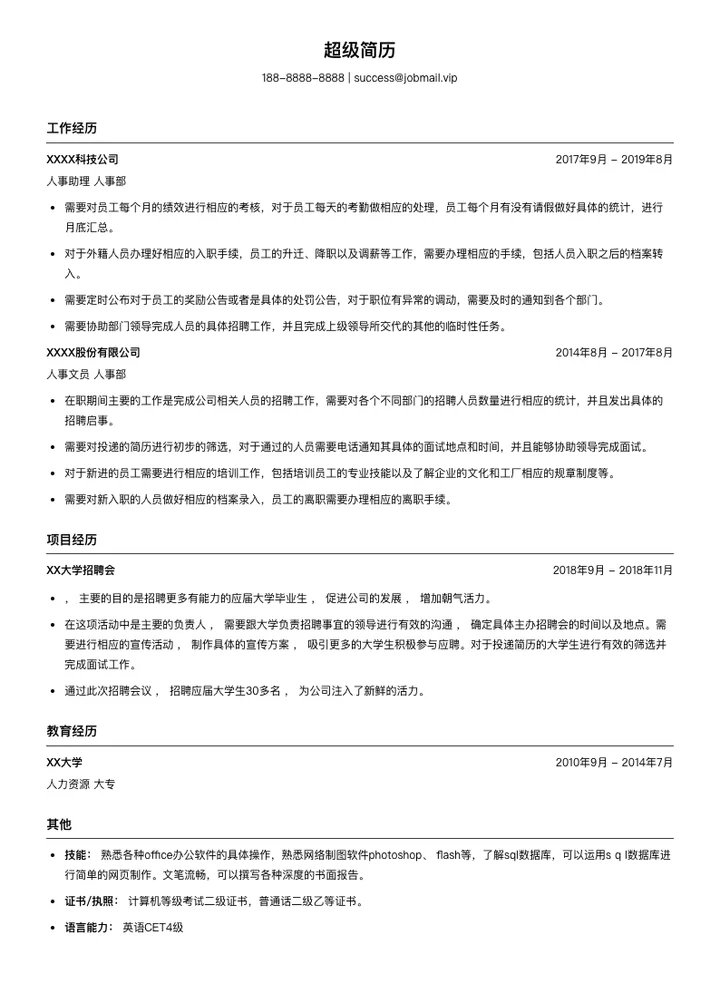 超级简历
188-8888-8888 | success@jobmail.vip
工作经历
XXXX科技公司 2017年9月 – 2019年8月
人事助理 人事部
• 需要对员工每个月的绩效进行相应的考核，对于员工每天的考勤做相应的处理，员工每个月有没有请假做好具体的统计，进行
月底汇总。
• 对于外籍人员办理好相应的入职手续，员工的升迁、降职以及调薪等工作，需要办理相应的手续，包括人员入职之后的档案转
入。
• 需要定时公布对于员工的奖励公告或者是具体的处罚公告，对于职位有异常的调动，需要及时的通知到各个部门。
• 需要协助部门领导完成人员的具体招聘工作，并且完成上级领导所交代的其他的临时性任务。
XXXX股份有限公司 2014年8月 – 2017年8月
人事文员 人事部
• 在职期间主要的工作是完成公司相关人员的招聘工作，需要对各个不同部门的招聘人员数量进行相应的统计，并且发出具体的
招聘启事。
• 需要对投递的简历进行初步的筛选，对于通过的人员需要电话通知其具体的面试地点和时间，并且能够协助领导完成面试。
• 对于新进的员工需要进行相应的培训工作，包括培训员工的专业技能以及了解企业的文化和工厂相应的规章制度等。
• 需要对新入职的人员做好相应的档案录入，员工的离职需要办理相应的离职手续。
项目经历
XX大学招聘会 2018年9月 – 2018年11月
• ， 主要的目的是招聘更多有能力的应届大学毕业生 ， 促进公司的发展 ， 增加朝气活力。
• 在这项活动中是主要的负责人 ， 需要跟大学负责招聘事宜的领导进行有效的沟通 ， 确定具体主办招聘会的时间以及地点。需
要进行相应的宣传活动 ， 制作具体的宣传方案 ， 吸引更多的大学生积极参与应聘。对于投递简历的大学生进行有效的筛选并
完成面试工作。
• 通过此次招聘会议 ， 招聘应届大学生30多名 ， 为公司注入了新鲜的活力。
教育经历
XX大学 2010年9月 – 2014年7月
人力资源 大专
其他
• 技能： 熟悉各种office办公软件的具体操作，熟悉网络制图软件photoshop、 flash等，了解sql数据库，可以运用s q l数据库进
行简单的网页制作。文笔流畅，可以撰写各种深度的书面报告。
• 证书/执照： 计算机等级考试二级证书，普通话二级乙等证书。
• 语言能力： 英语CET4级